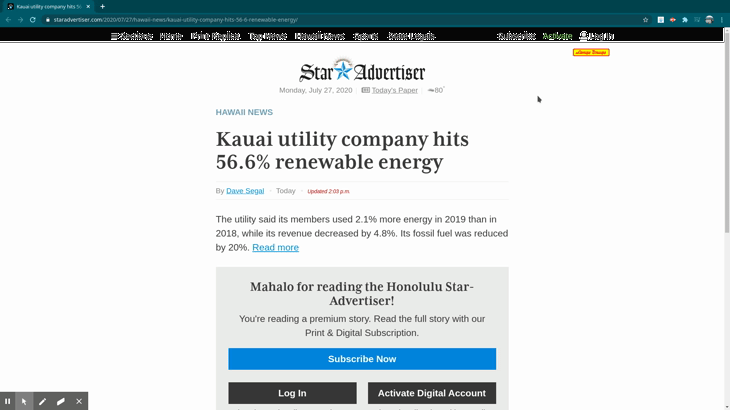 Kauai utility company hits 5
staradvertiser.com/2020/07/27/hawaii-news/kauai-utility-company-hits-56-6-renewable-energy/
Star Advertiser
Monday, July 27, 2020 Today's Paper 80°
HAWAII NEWS
Kauai utility company hits
56.6% renewable energy
By Dave Segal Today Updated 2:03 p.m.
The utility said its members used 2.1% more energy in 2019 than in
2018, while its revenue decreased by 4.8%. Its fossil fuel was reduced
by 20%. Read more
Mahalo for reading the Honolulu Star-
Advertiser!
You're reading a premium story. Read the full story with our
Print & Digital Subscription.
Subscribe Now
Log In Activate Digital Account